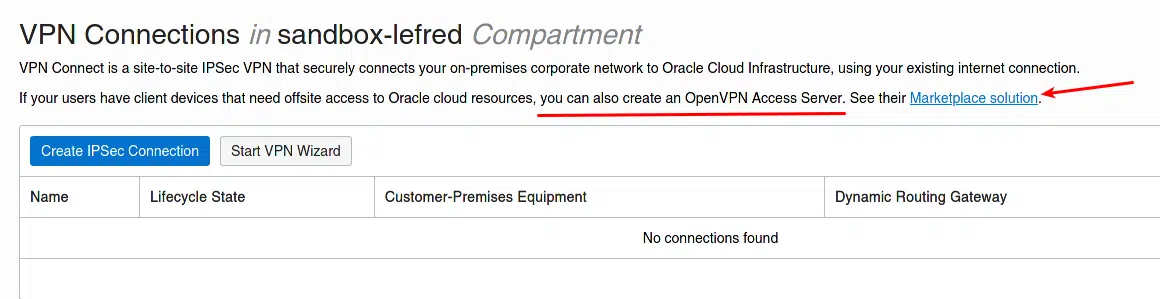 VPN Connections in sandbox-lefred Compartment
VPN Connect is a site-to-site IPSec VPN that securely connects your on-premises corporate network to Oracle Cloud Infrastructure, using your existing internet connection.
If your users have client devices that need offsite access to Oracle cloud resources, you can also create an OpenVPN Access Server. See their Marketplace solution.
Create IPSec Connection Start VPN Wizard
Name Lifecycle State Customer-Premises Equipment Dynamic Routing Gateway
No connections found